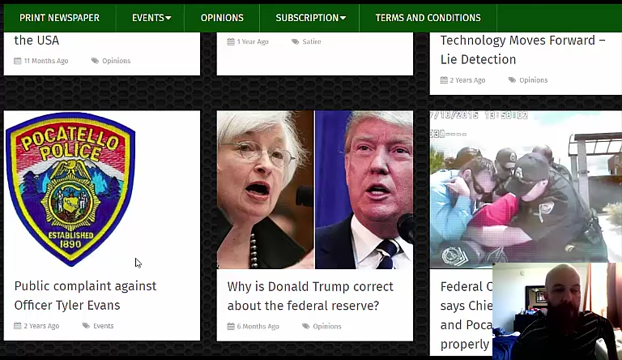 PRINT NEWSPAPER
EVENTS
OPINIONS
SUBSCRIPTION
TERMS AND CONDITIONS
the USA
11 Months Ago
Opinions
1 Year Ago
Satire
Technology Moves Forward –
Lie Detection
2 Years Ago
Opinions
POCATELLO
POLICE
ESTABLISHED
1890
Public complaint against
Officer Tyler Evans
2 Years Ago
Events
Why is Donald Trump correct
about the federal reserve?
6 Months Ago
Opinions
Federal C
says Chie
and Poca
properly